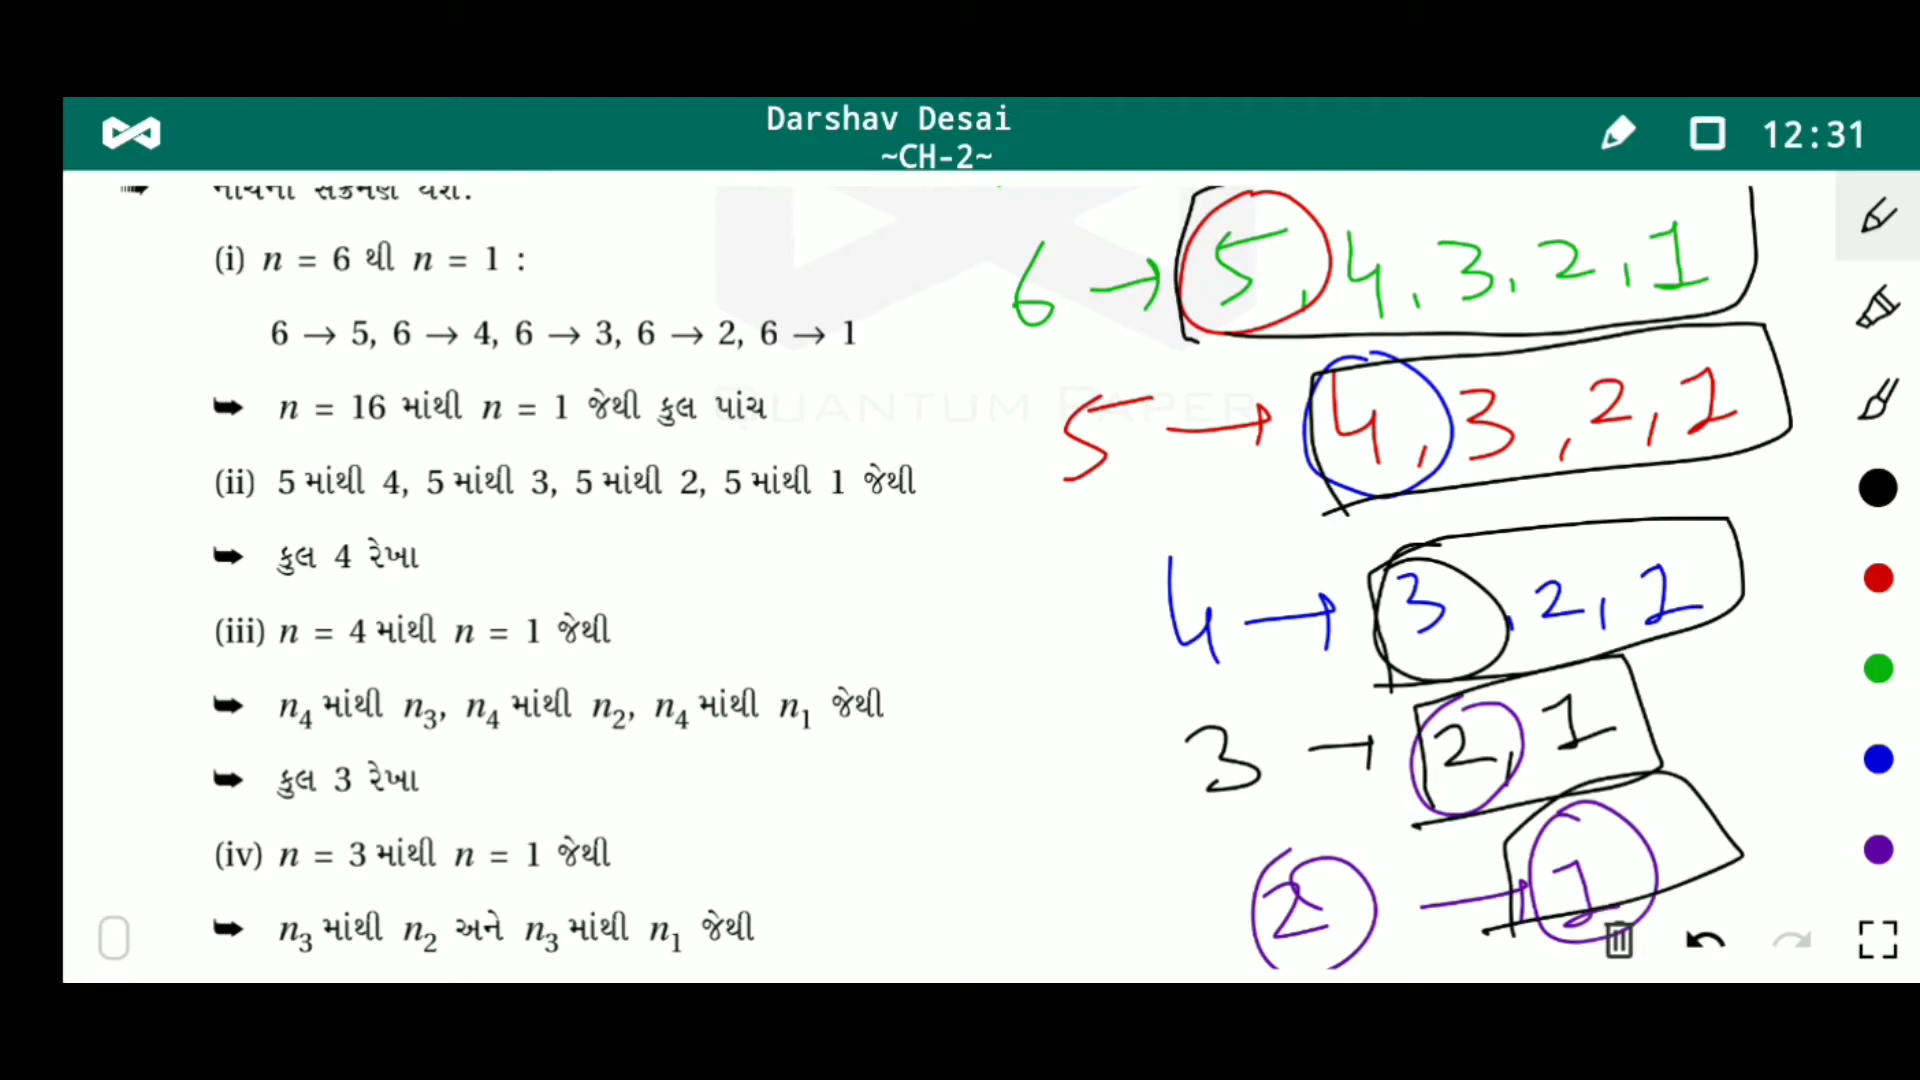 Darshav Desai
~CH-2~
12:31
(i) n = 6 થી n = 1 :
6 → 5, 6 → 4, 6 → 3, 6 → 2, 6 → 1
➥ n = 16 માંથી n = 1 જેથી કુલ પાંચ
(ii) 5 માંથી 4, 5 માંથી 3, 5 માંથી 2, 5 માંથી 1 જેથી
➥ કુલ 4 રેખા
(iii) n = 4 માંથી n = 1 જેથી
➥ n₄ માંથી n₃, n₄ માંથી n₂, n₄ માંથી n₁ જેથી
➥ કુલ 3 રેખા
(iv) n = 3 માંથી n = 1 જેથી
➥ n₃ માંથી n₂ અને n₃ માંથી n₁ જેથી
QUANTUM PAPER
6 → 5, 4, 3, 2, 1
5 → 4, 3, 2, 1
4 → 3, 2, 1
3 → 2, 1
2 → 1